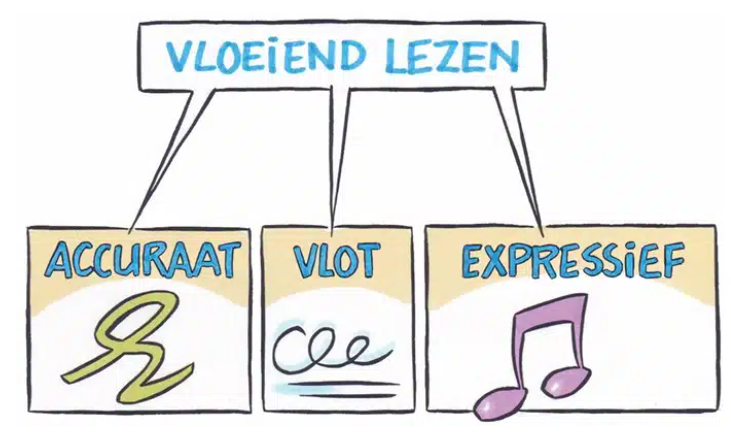 VLOEiEND LEZEN
ACCURAAT
VLOT
EXPRESSiEF